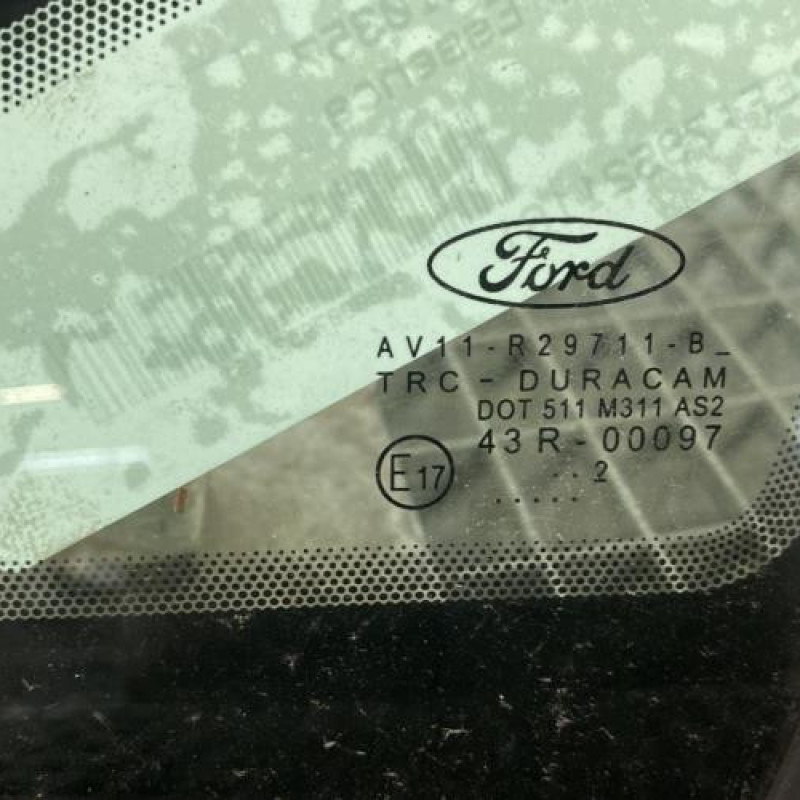 Ford
AV11-R29711-B_
TRC - DURACAM
DOT 511 M311 AS2
43R-00097
E17
..2
.....